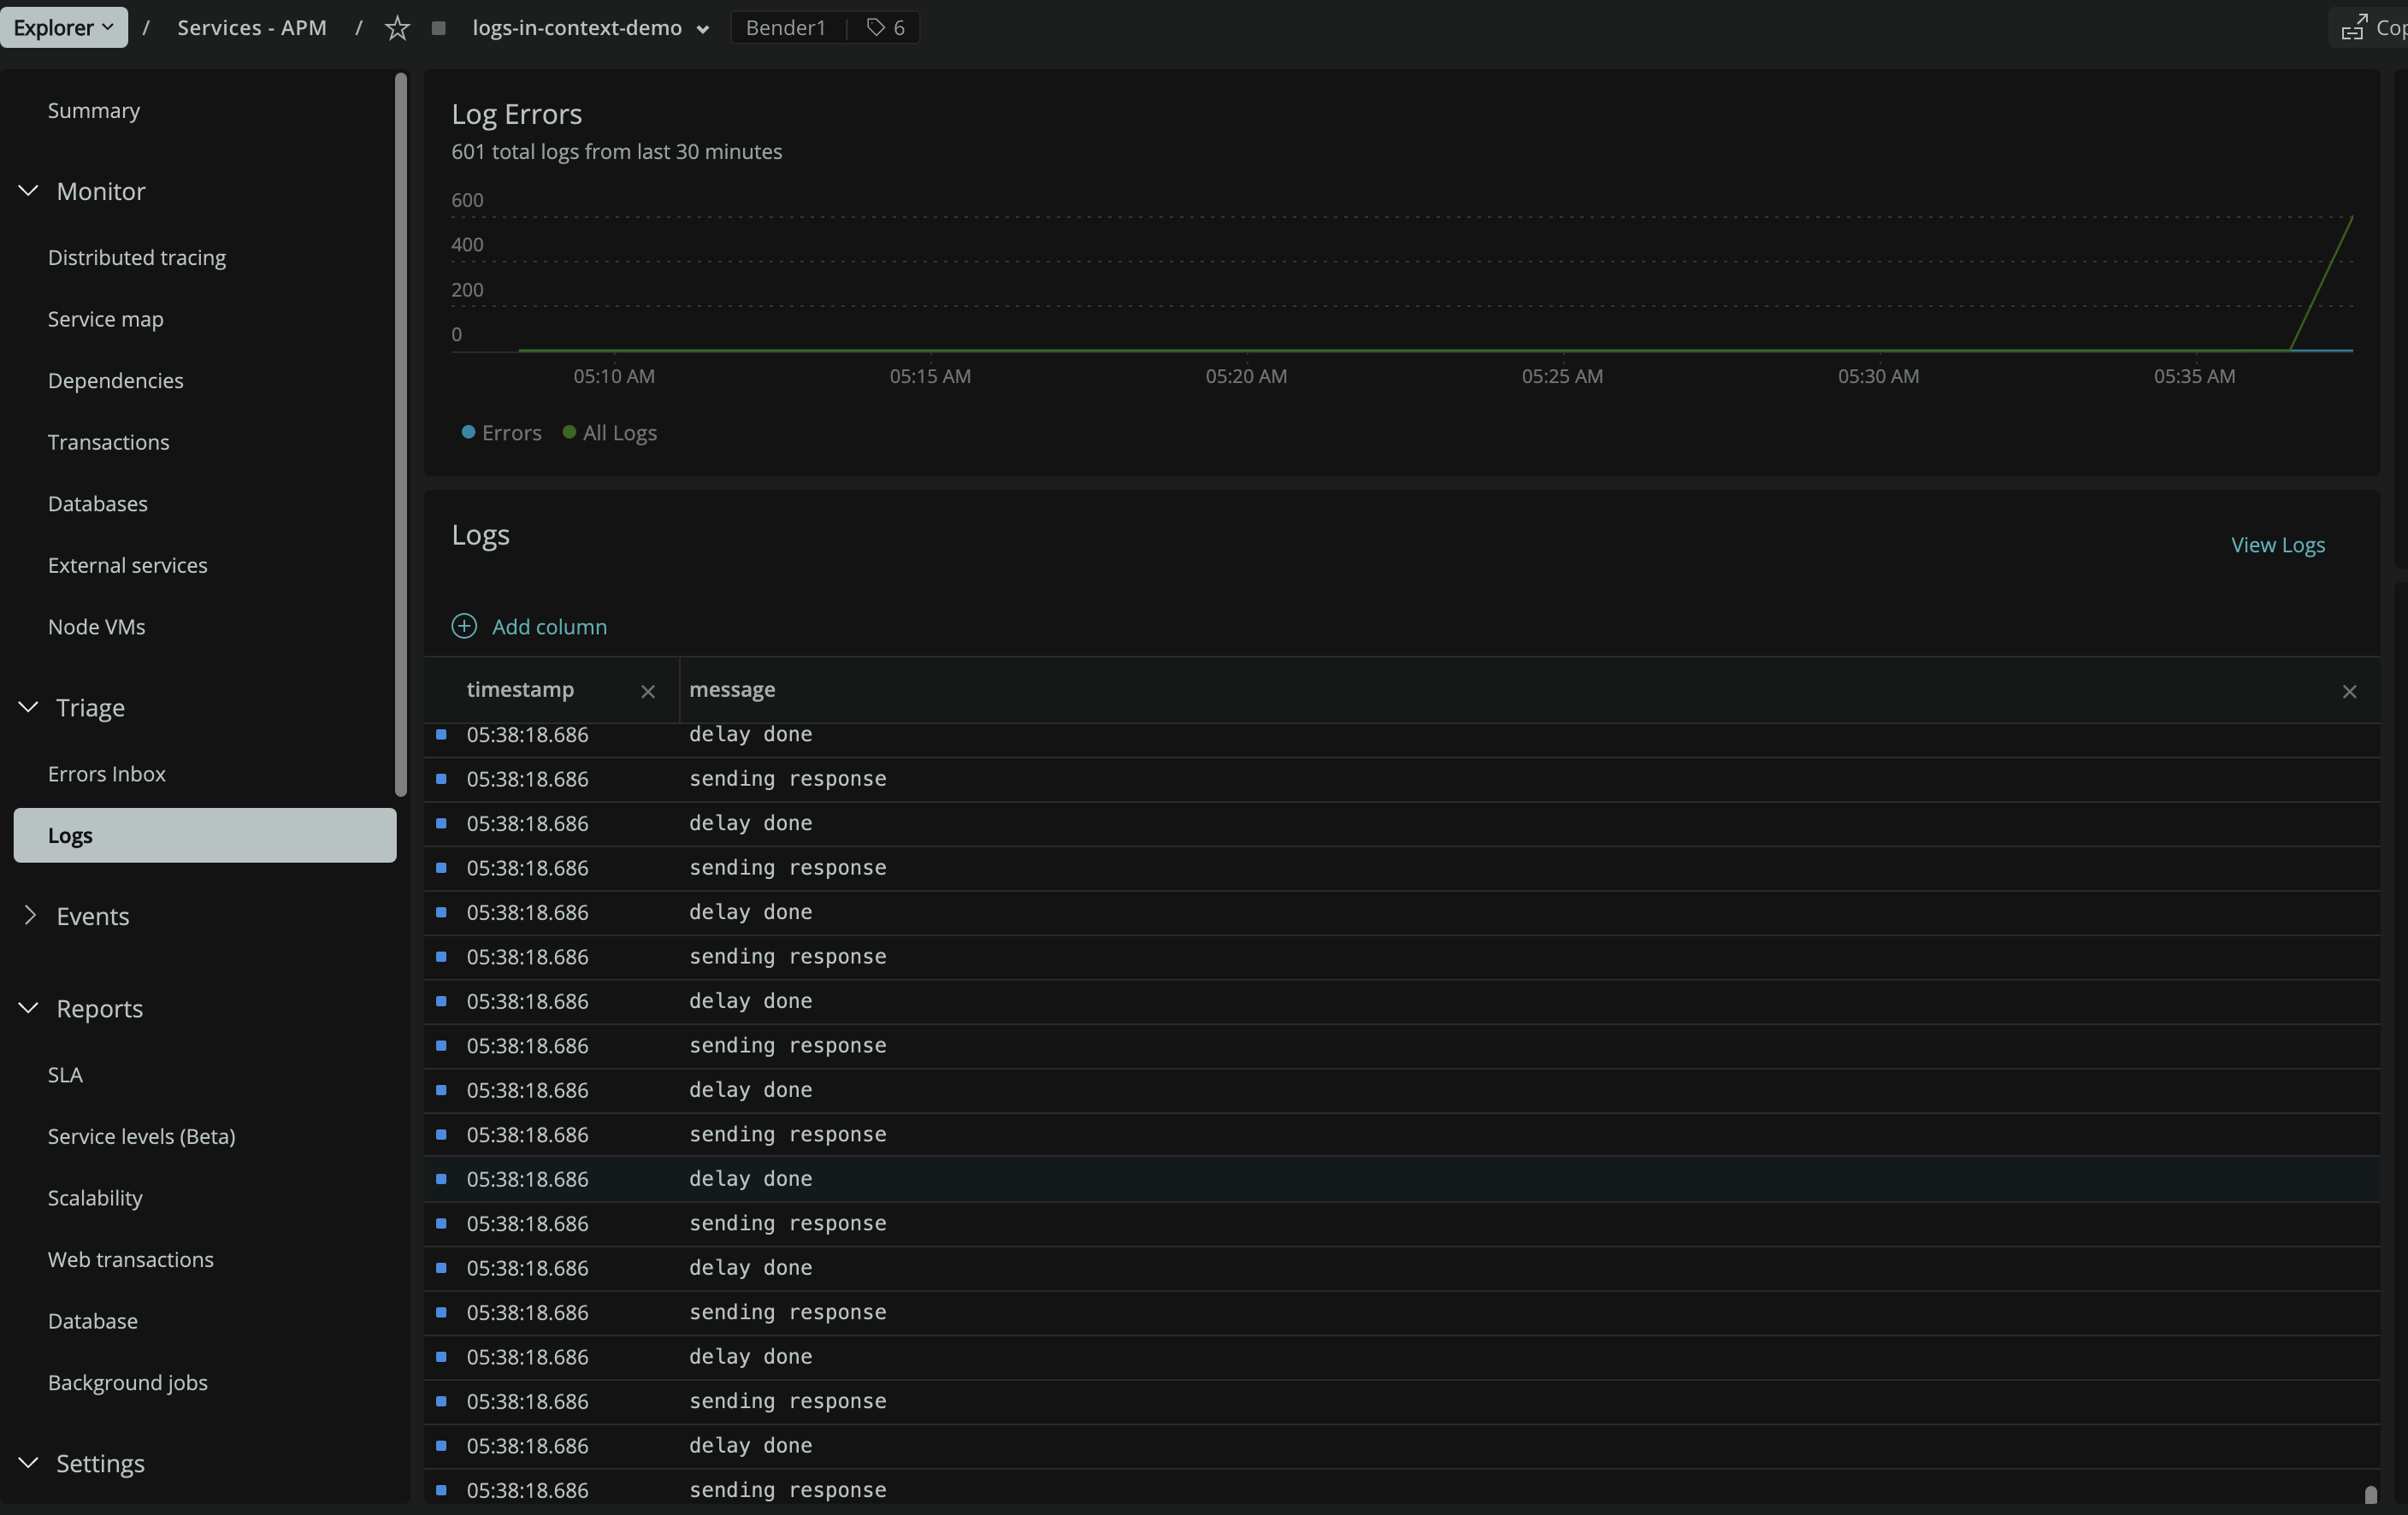 Explorer / Services - APM / logs-in-context-demo Bender1 6
Summary
Monitor
Distributed tracing
Service map
Dependencies
Transactions
Databases
External services
Node VMs
Triage
Errors Inbox
Logs
Events
Reports
SLA
Service levels (Beta)
Scalability
Web transactions
Database
Background jobs
Settings
Log Errors
601 total logs from last 30 minutes
600
400
200
0
05:10 AM 05:15 AM 05:20 AM 05:25 AM 05:30 AM 05:35 AM
Errors All Logs
Logs
View Logs
Add column
timestamp message
05:38:18.686 delay done
05:38:18.686 sending response
05:38:18.686 delay done
05:38:18.686 sending response
05:38:18.686 delay done
05:38:18.686 sending response
05:38:18.686 delay done
05:38:18.686 sending response
05:38:18.686 delay done
05:38:18.686 sending response
05:38:18.686 delay done
05:38:18.686 sending response
05:38:18.686 delay done
05:38:18.686 sending response
05:38:18.686 delay done
05:38:18.686 sending response
05:38:18.686 delay done
05:38:18.686 sending response